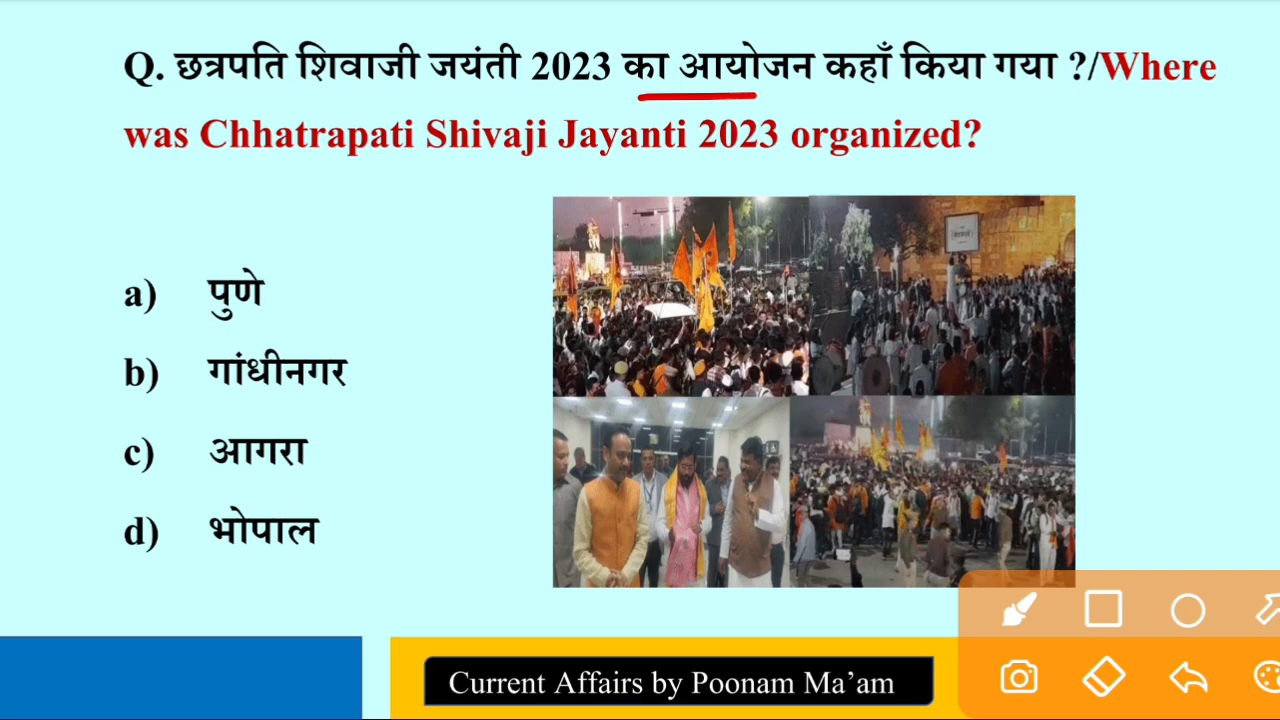 Q. छत्रपति शिवाजी जयंती 2023 का आयोजन कहाँ किया गया ?/Where
was Chhatrapati Shivaji Jayanti 2023 organized?
a) पुणे
b) गांधीनगर
c) आगरा
d) भोपाल
Current Affairs by Poonam Ma’am